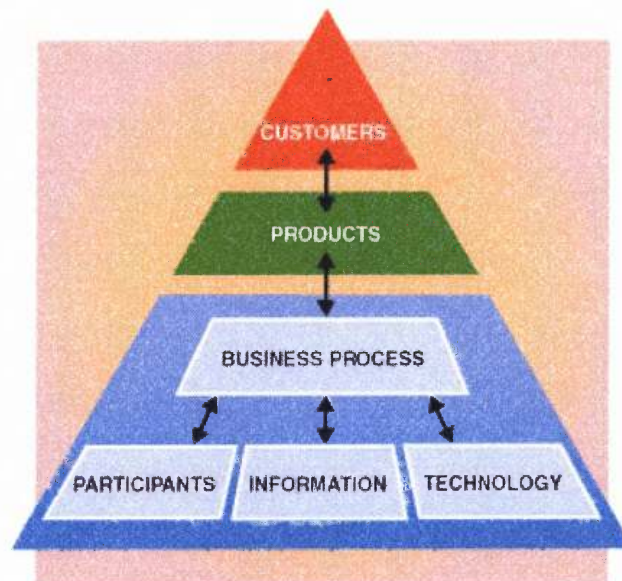 CUSTOMERS
PRODUCTS
BUSINESS PROCESS
PARTICIPANTS INFORMATION TECHNOLOGY